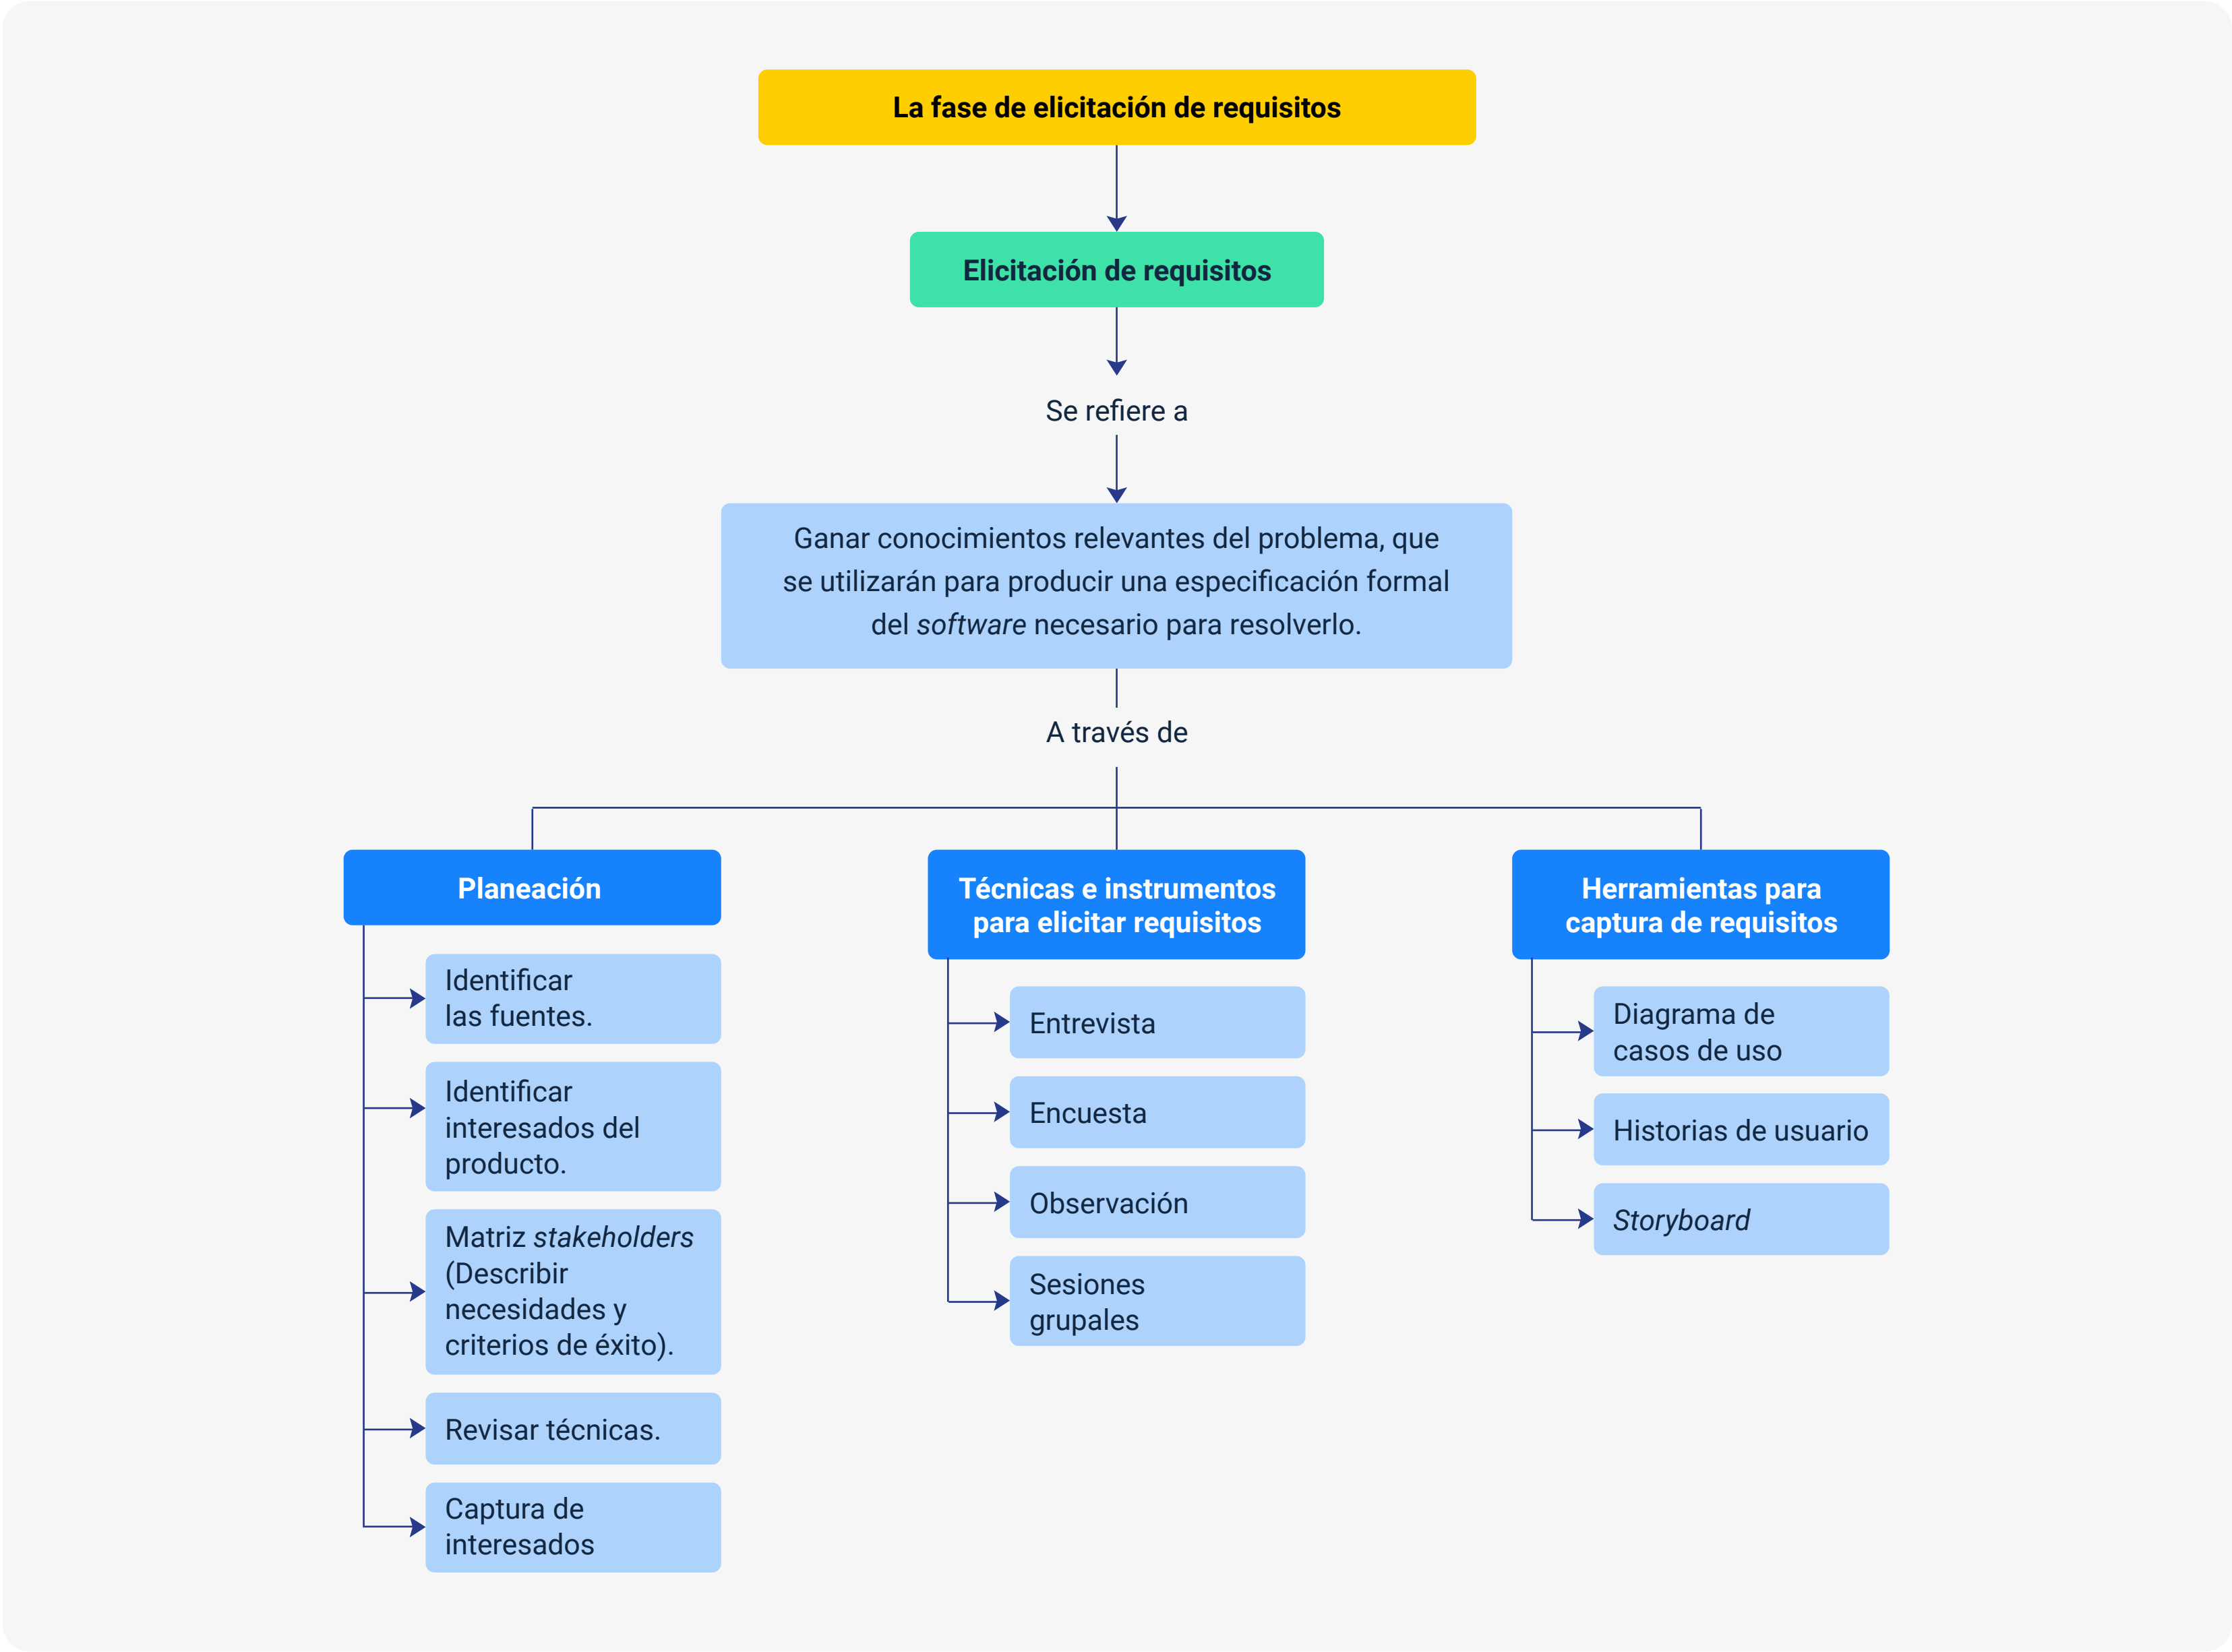 La fase de elicitación de requisitos
Elicitación de requisitos
Se refiere a
Ganar conocimientos relevantes del problema, que
se utilizarán para producir una especificación formal
del software necesario para resolverlo.
A través de
Planeación
Identificar
las fuentes.
Identificar
interesados del
producto.
Matriz stakeholders
(Describir
necesidades y
criterios de éxito).
Revisar técnicas.
Captura de
interesados
Técnicas e instrumentos
para elicitar requisitos
Entrevista
Encuesta
Observación
Sesiones
grupales
Herramientas para
captura de requisitos
Diagrama de
casos de uso
Historias de usuario
Storyboard